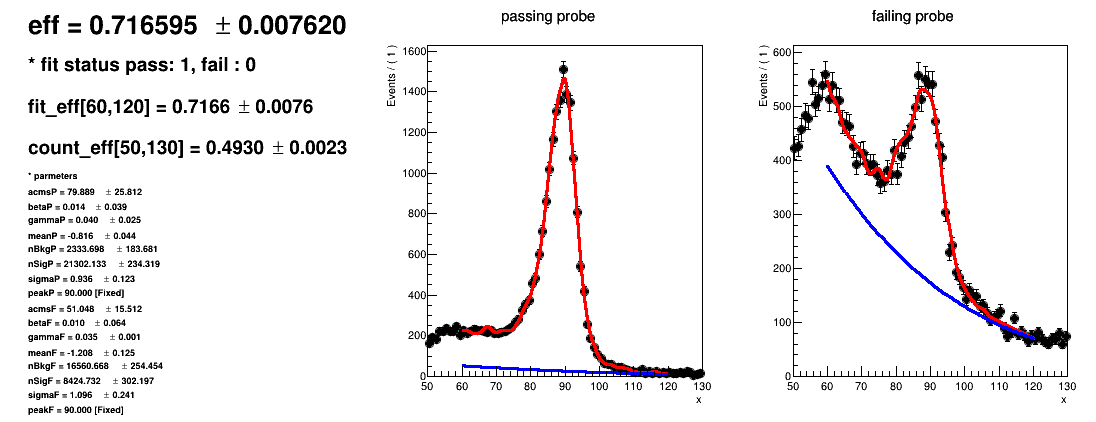 eff = 0.716595 ± 0.007620
* fit status pass: 1, fail : 0
fit_eff[60,120] = 0.7166 ± 0.0076
count_eff[50,130] = 0.4930 ± 0.0023
* parmeters
acmsP = 79.889 ± 25.812
betaP = 0.014 ± 0.039
gammaP = 0.040 ± 0.025
meanP = -0.816 ± 0.044
nBkgP = 2333.698 ± 183.681
nSigP = 21302.133 ± 234.319
sigmaP = 0.936 ± 0.123
peakP = 90.000 [Fixed]
acmsF = 51.048 ± 15.512
betaF = 0.010 ± 0.064
gammaF = 0.035 ± 0.001
meanF = -1.208 ± 0.125
nBkgF = 16560.668 ± 254.454
nSigF = 8424.732 ± 302.197
sigmaF = 1.096 ± 0.241
peakF = 90.000 [Fixed]
passing probe
Events / ( 1 )
1600
1400
1200
1000
800
600
400
200
0
50 60 70 80 90 100 110 120 130
x
failing probe
Events / ( 1 )
600
500
400
300
200
100
0
50 60 70 80 90 100 110 120 130
x